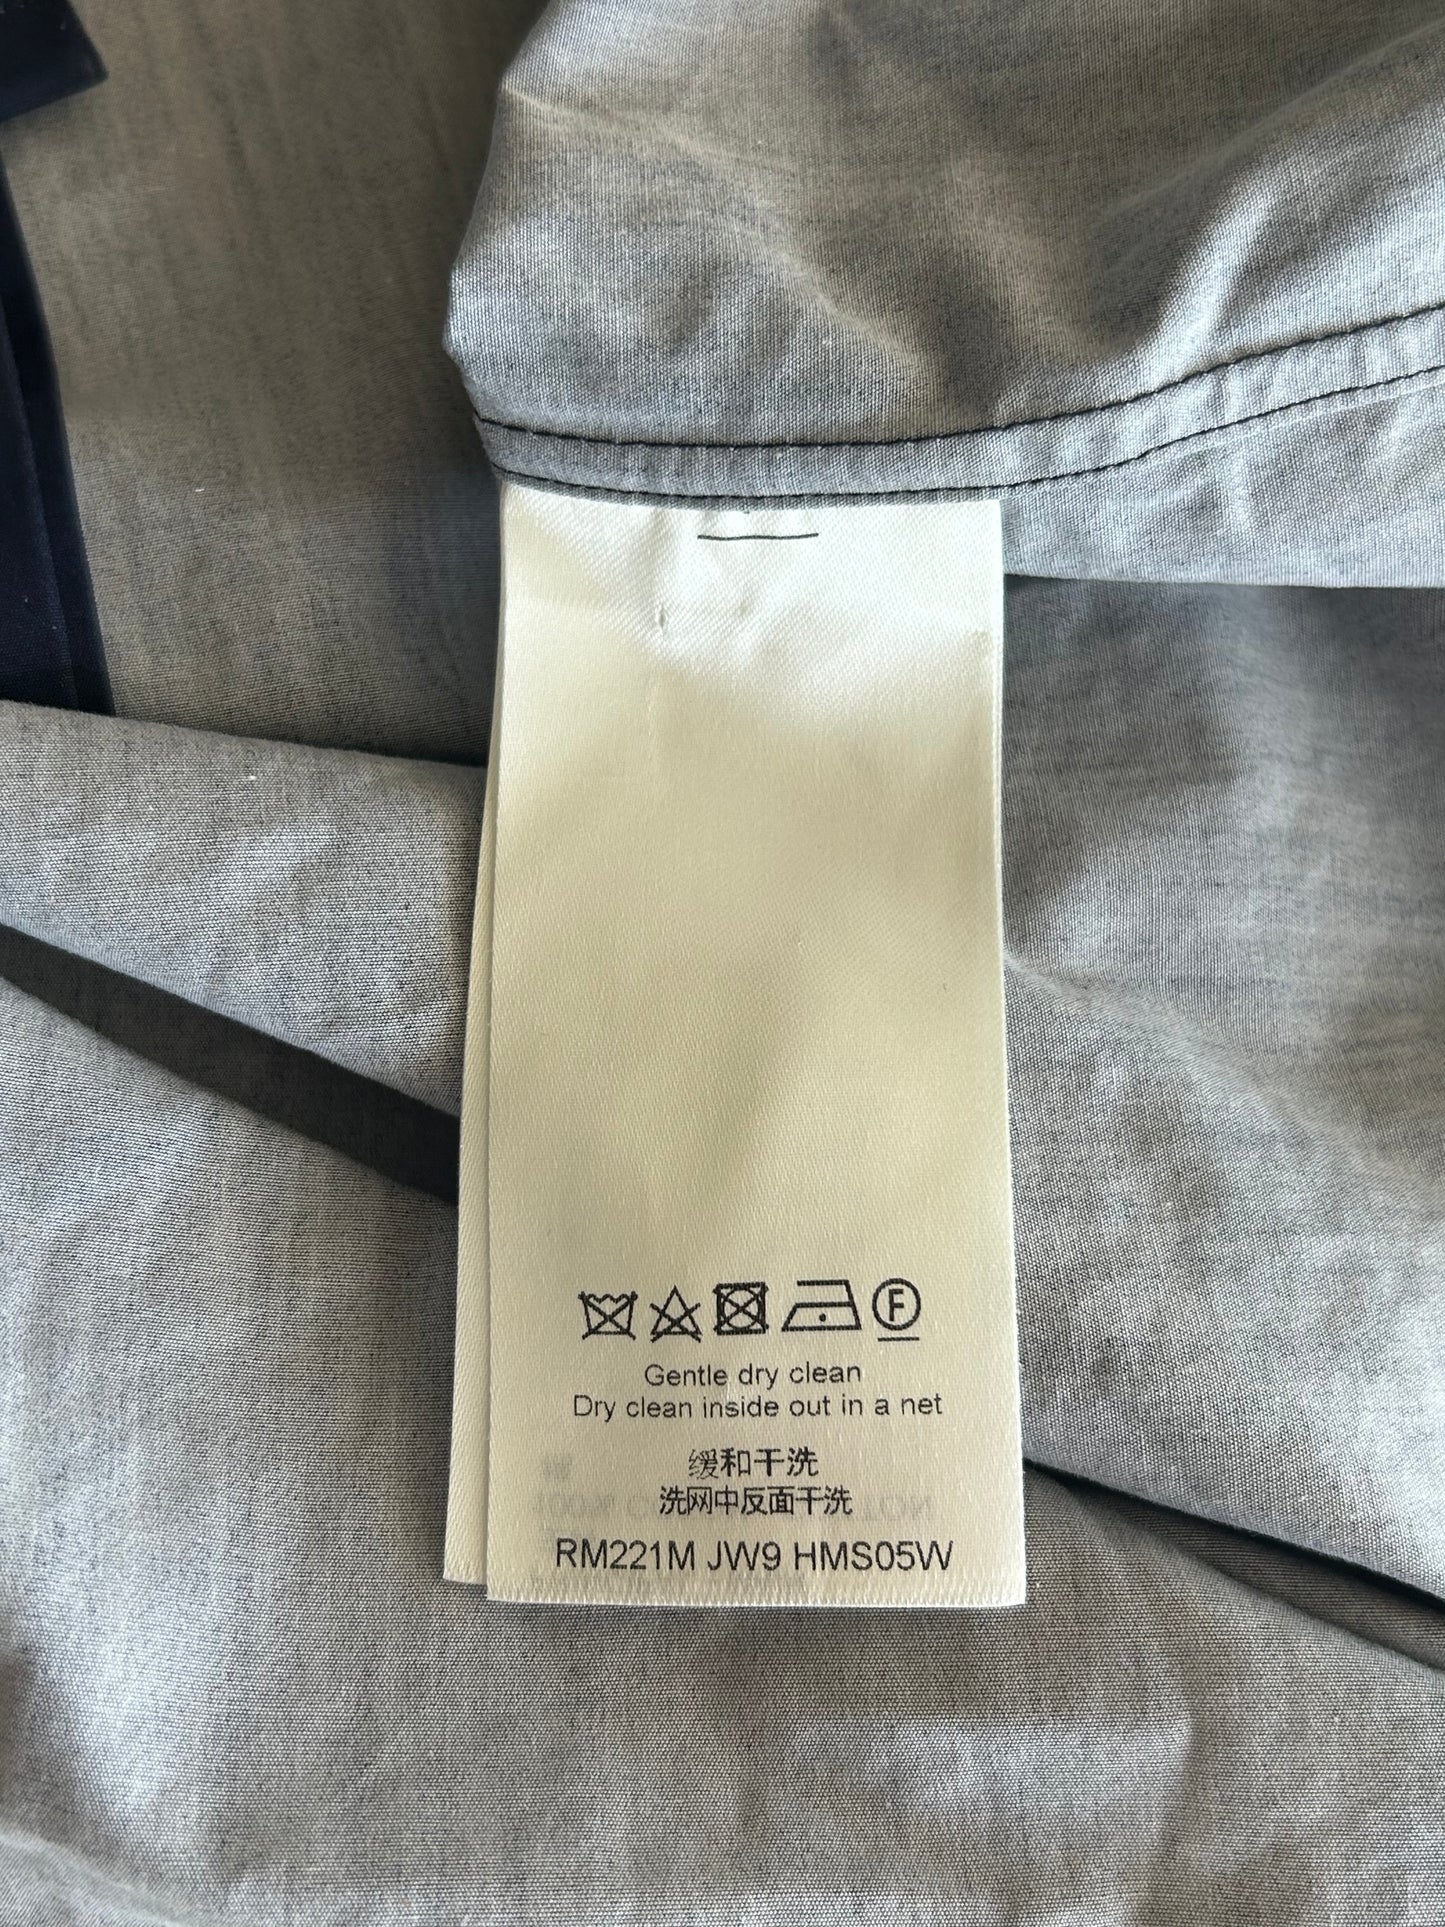 F
Gentle dry clean
Dry clean inside out in a net
缓和干洗
洗网中反面干洗
RM221M JW9 HMS05W